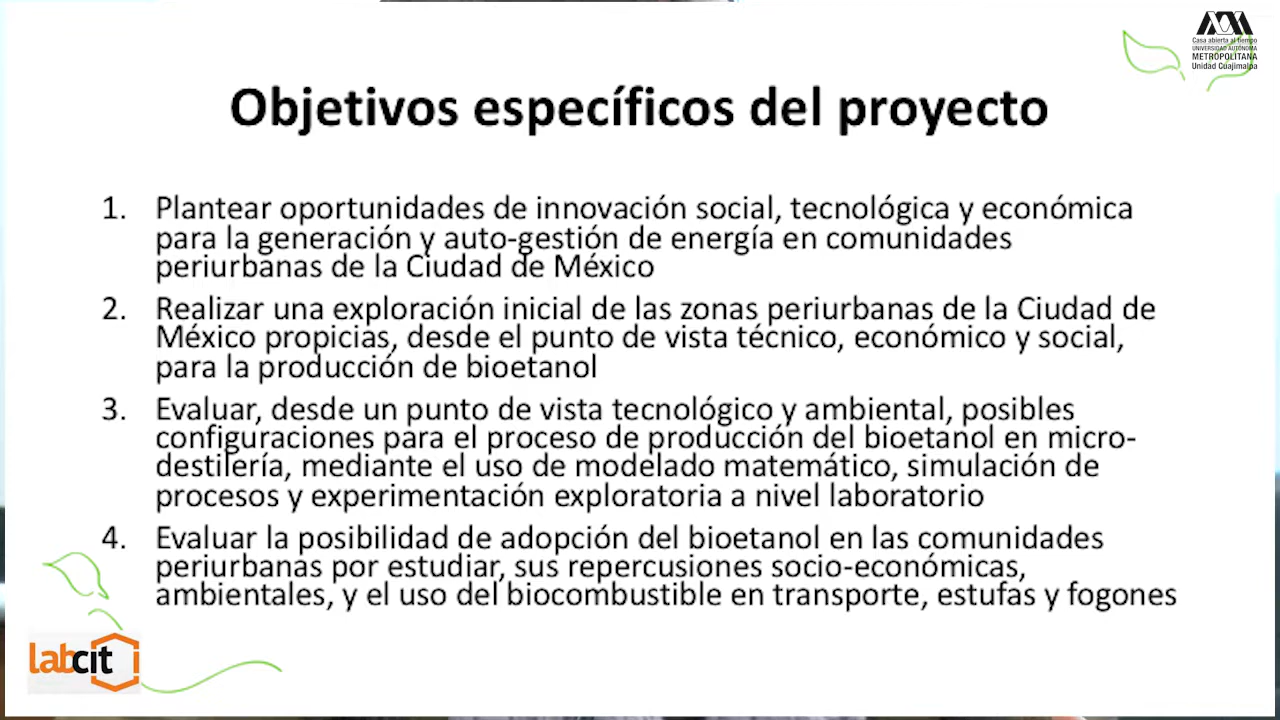 Casa abierta al tiempo
UNIVERSIDAD AUTÓNOMA
METROPOLITANA
Unidad Cuajimalpa
Objetivos específicos del proyecto
1. Plantear oportunidades de innovación social, tecnológica y económica
para la generación y auto-gestión de energía en comunidades
periurbanas de la Ciudad de México
2. Realizar una exploración inicial de las zonas periurbanas de la Ciudad de
México propicias, desde el punto de vista técnico, económico y social,
para la producción de bioetanol
3. Evaluar, desde un punto de vista tecnológico y ambiental, posibles
configuraciones para el proceso de producción del bioetanol en micro-
destilería, mediante el uso de modelado matemático, simulación de
procesos y experimentación exploratoria a nivel laboratorio
4. Evaluar la posibilidad de adopción del bioetanol en las comunidades
periurbanas por estudiar, sus repercusiones socio-económicas,
ambientales, y el uso del biocombustible en transporte, estufas y fogones
labcit